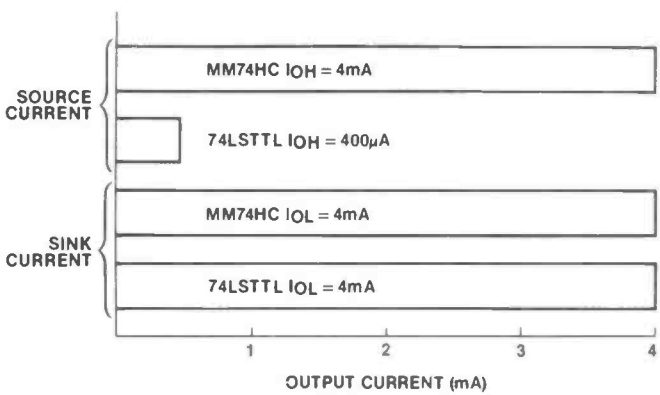 SOURCE
CURRENT
MM74HC IOH = 4mA
74LSTTL IOH = 400µA
SINK
CURRENT
MM74HC IOL = 4mA
74LSTTL IOL = 4mA
1 2 3 4
OUTPUT CURRENT (mA)